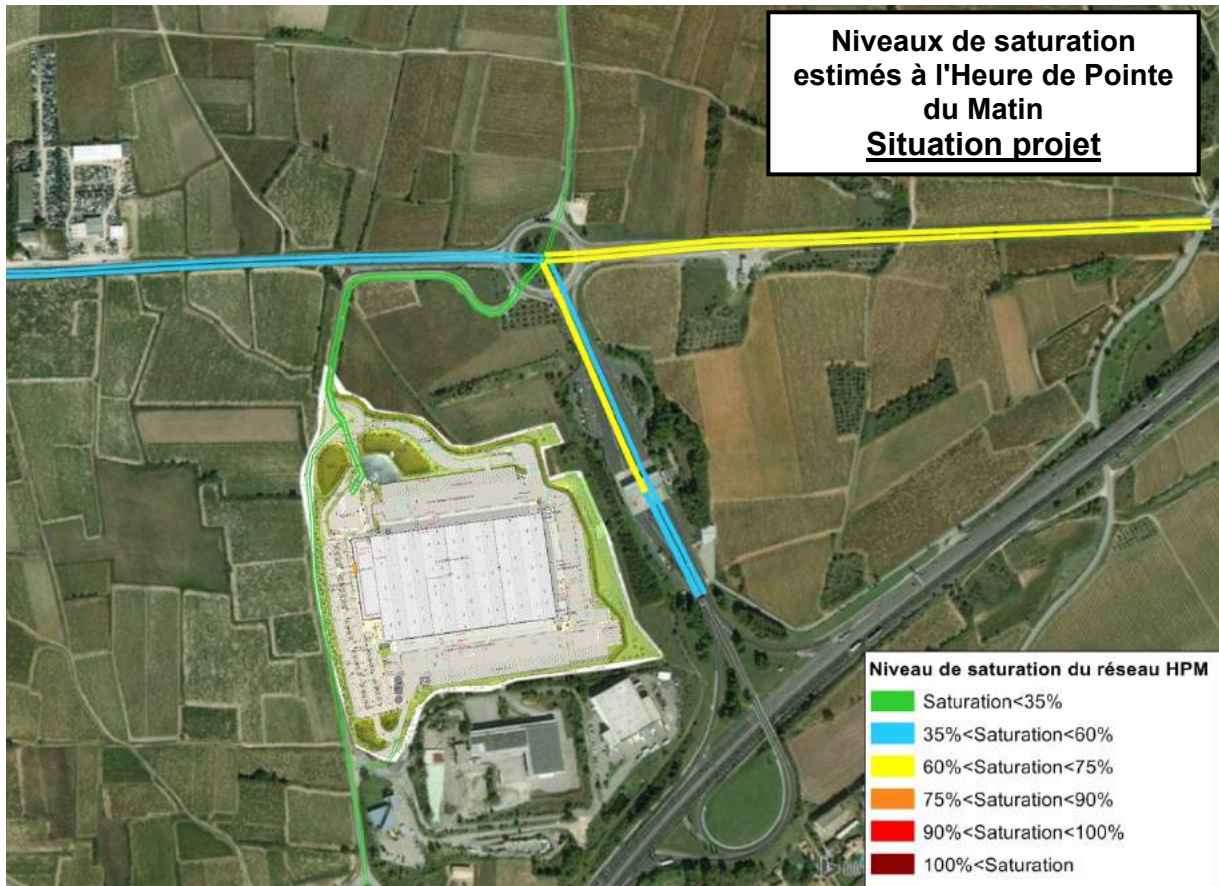 Niveaux de saturation
estimés à l'Heure de Pointe
du Matin
Situation projet
Niveau de saturation du réseau HPM
Saturation<35%
35%<Saturation<60%
60%<Saturation<75%
75%<Saturation<90%
90%<Saturation<100%
100%<Saturation